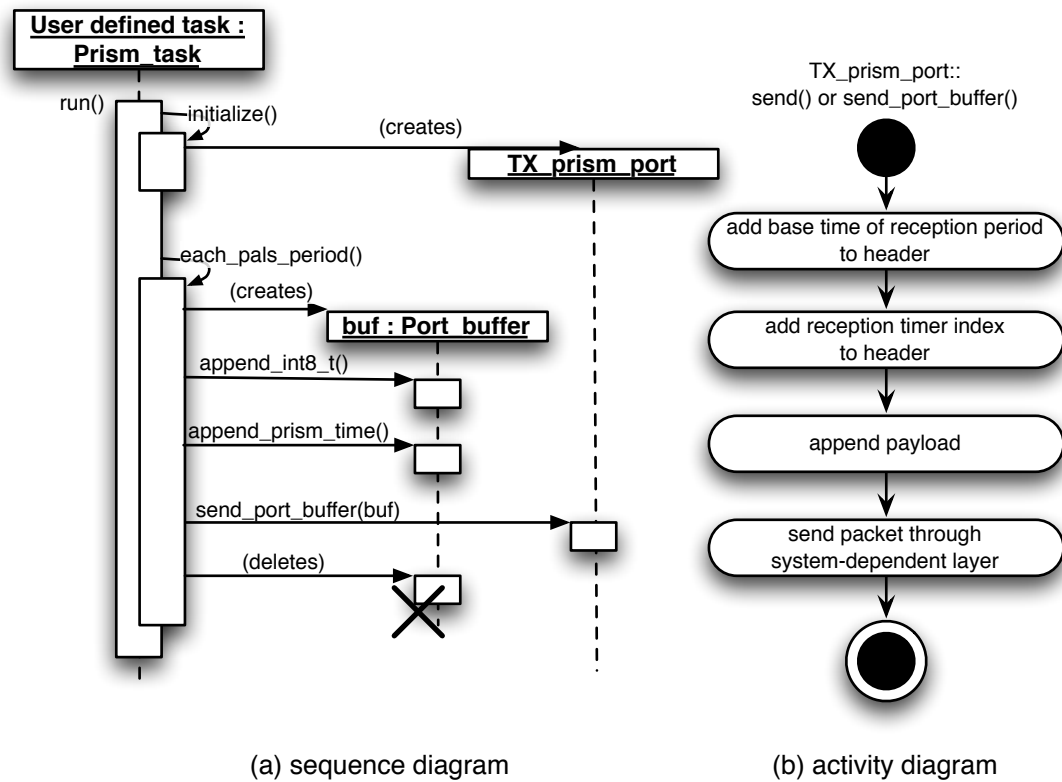 User defined task :
Prism_task
run()
initialize()
(creates)
TX_prism_port
each_pals_period()
(creates)
buf : Port_buffer
append_int8_t()
append_prism_time()
send_port_buffer(buf)
(deletes)
(a) sequence diagram
TX_prism_port::
send() or send_port_buffer()
add base time of reception period
to header
add reception timer index
to header
append payload
send packet through
system-dependent layer
(b) activity diagram